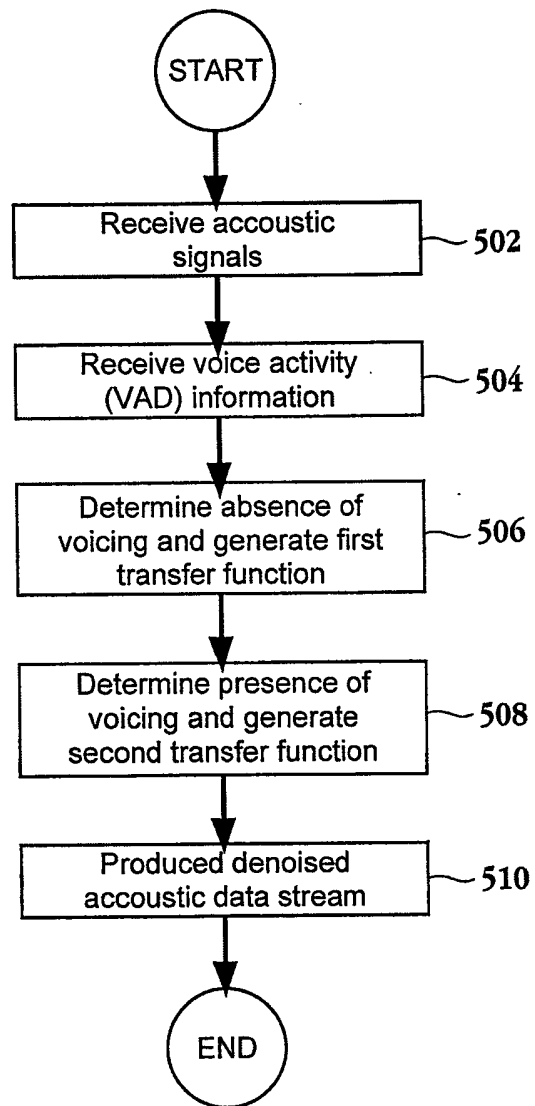 START
Receive accoustic
signals
502
Receive voice activity
(VAD) information
504
Determine absence of
voicing and generate first
transfer function
506
Determine presence of
voicing and generate
second transfer function
508
Produced denoised
accoustic data stream
510
END